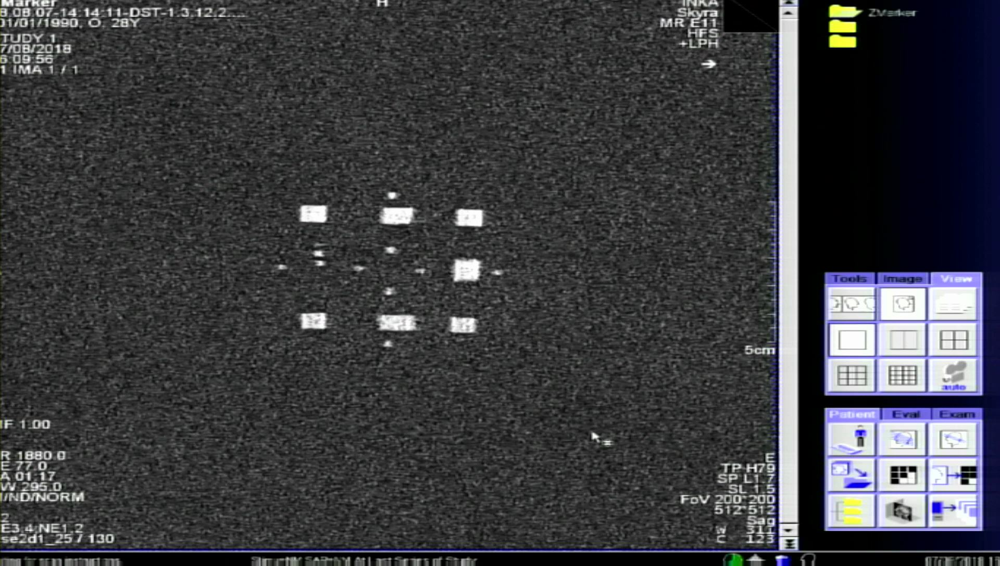 Marker
8.08.07-14:14:11-DST-1.3.12.2....
01/01/1990, O, 28Y
TUDY 1
7/08/2018
6:09:56
1 IMA 1 / 1
H
INKA
Skyra
MR E11
HFS
+LPH
ZMarker
5cm
Tools Image View
auto
Patient Eval Exam
IF 1.00
R 1880.0
E 77.0
A 01:17
W 295.0
/ND/NORM
2
E3,4;NE1,2
se2d1_25 / 130
E
TP H79
SP L1.7
SL 1.5
FoV 200*200
512*512
Sag
W 311
C 123